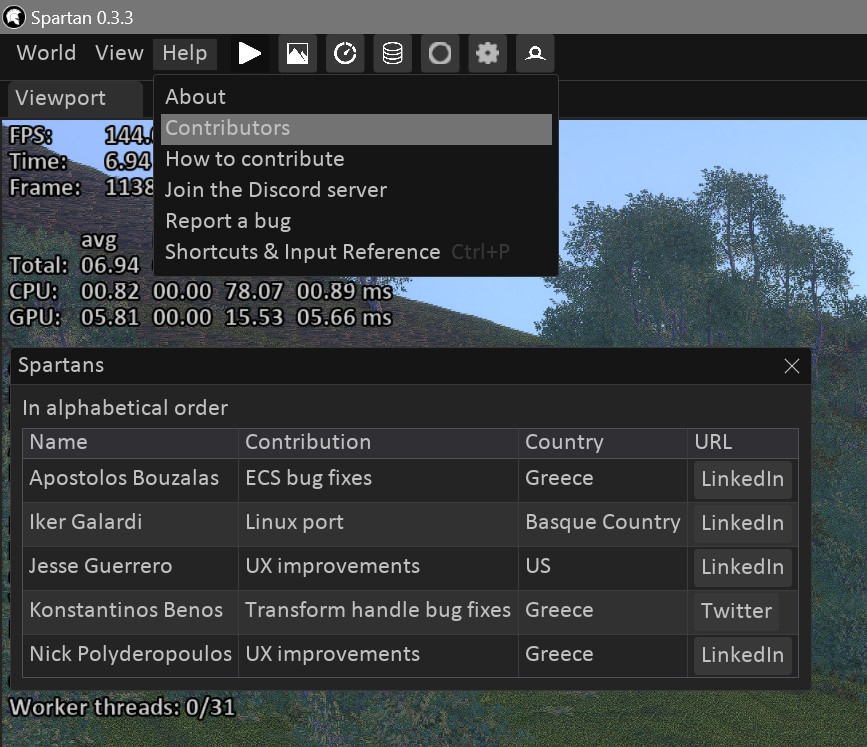 Spartan 0.3.3
World View Help
Viewport
About
Contributors
How to contribute
Join the Discord server
Report a bug
Shortcuts & Input Reference Ctrl+P
FPS: 144.
Time: 6.94
Frame: 1138
avg
Total: 06.94
CPU: 00.82 00.00 78.07 00.89 ms
GPU: 05.81 00.00 15.53 05.66 ms
Spartans
In alphabetical order
Name Contribution Country URL
Apostolos Bouzalas ECS bug fixes Greece LinkedIn
Iker Galardi Linux port Basque Country LinkedIn
Jesse Guerrero UX improvements US LinkedIn
Konstantinos Benos Transform handle bug fixes Greece Twitter
Nick Polyderopoulos UX improvements Greece LinkedIn
Worker threads: 0/31